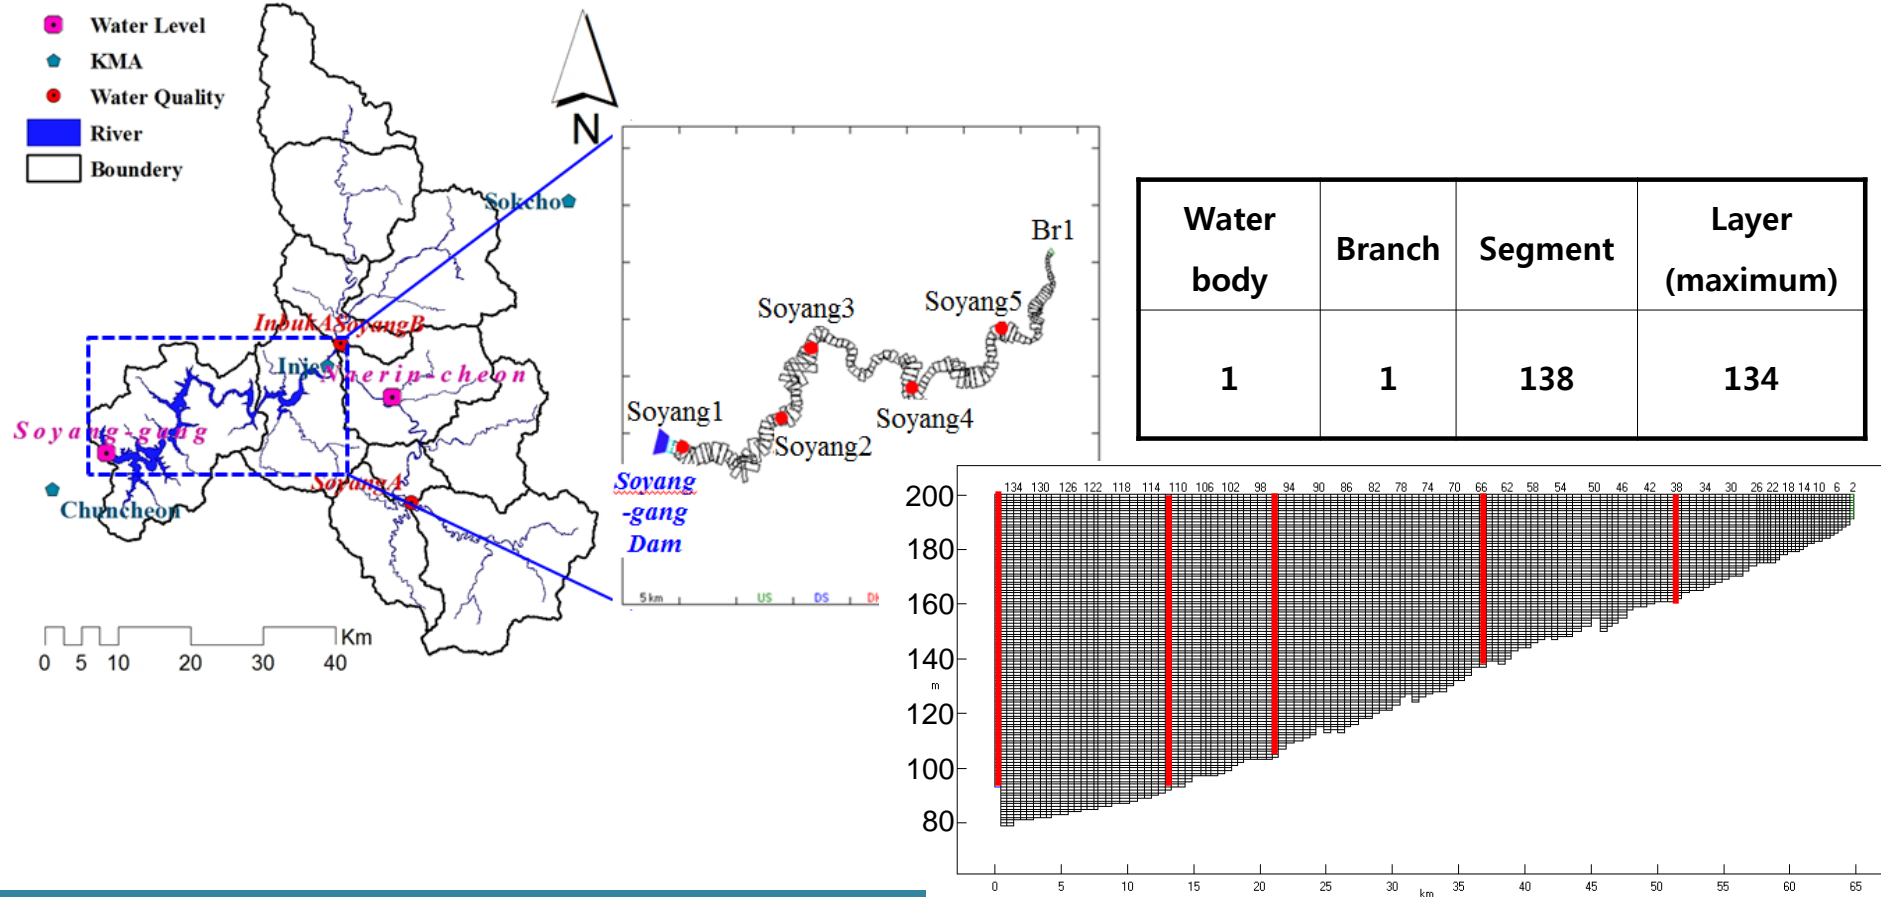 Water Level
KMA
Water Quality
River
Boundery
N
Sokcho
InbukA
SoyangB
Inje
Naerin-cheon
Soyang-gang
SoyangA
Chuncheon
Km
0 5 10 20 30 40
Br1
Soyang3
Soyang5
Soyang1
Soyang2
Soyang4
Soyang
-gang
Dam
5 km US DS
Water body Branch Segment Layer (maximum)
1 1 138 134
134 130 126 122 118 114 110 106 102 98 94 90 86 82 78 74 70 66 62 58 54 50 46 42 38 34 30 26 22 18 14 10 6 2
200
180
160
140
m
120
100
80
0 5 10 15 20 25 30 35 40 45 50 55 60 65
km